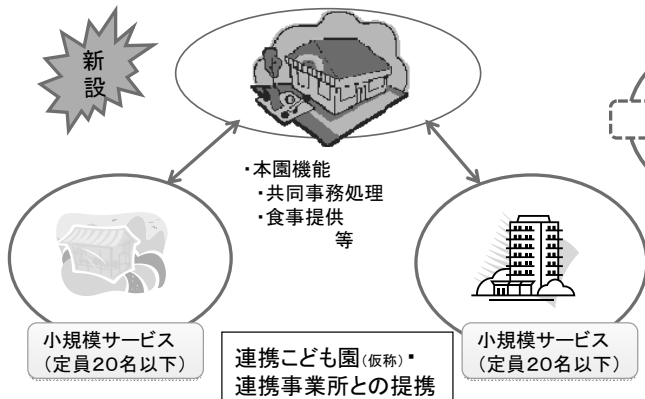 新
設
・本園機能
・共同事務処理
・食事提供
等
小規模サービス
（定員２０名以下）
連携こども園(仮称)・
連携事業所との提携
小規模サービス
（定員２０名以下）